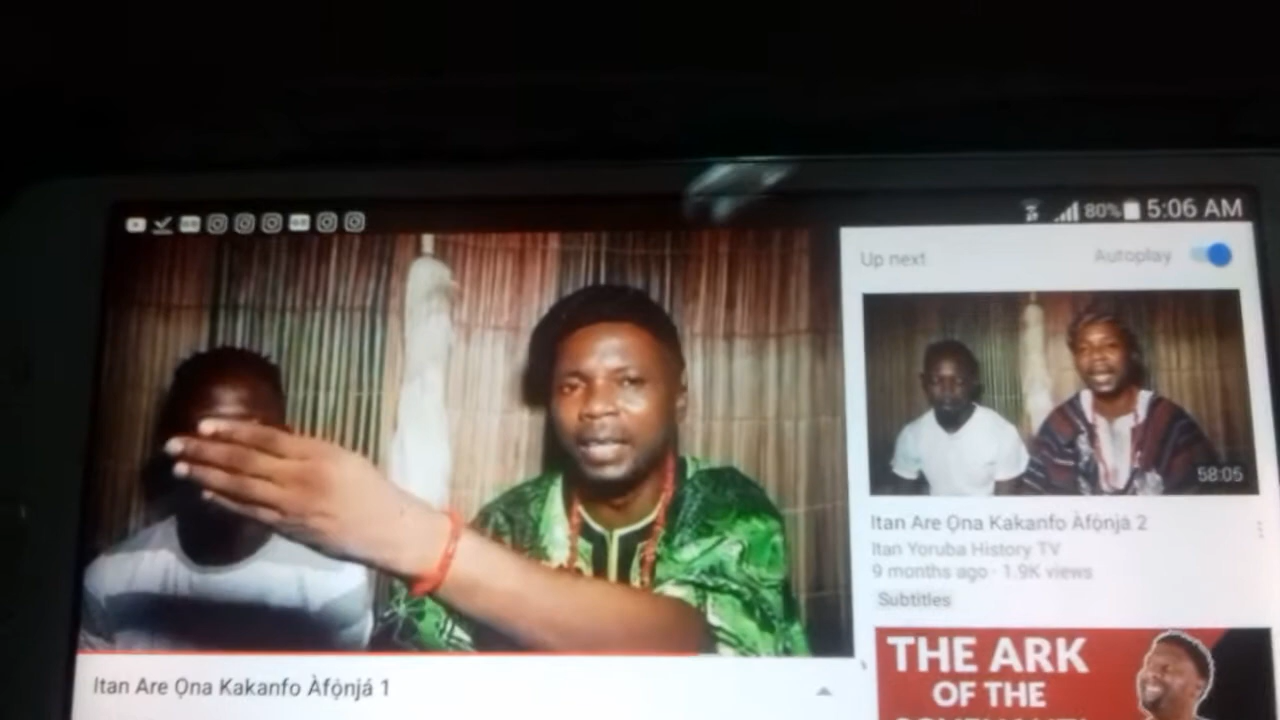 80% 5:06 AM
Up next
Autoplay
58:05
Itan Are Ọna Kakanfo Àfọ̀njá 2
Itan Yoruba History TV
9 months ago · 1.9K views
Subtitles
THE ARK
OF THE
Itan Are Ọna Kakanfo Àfọ̀njá 1